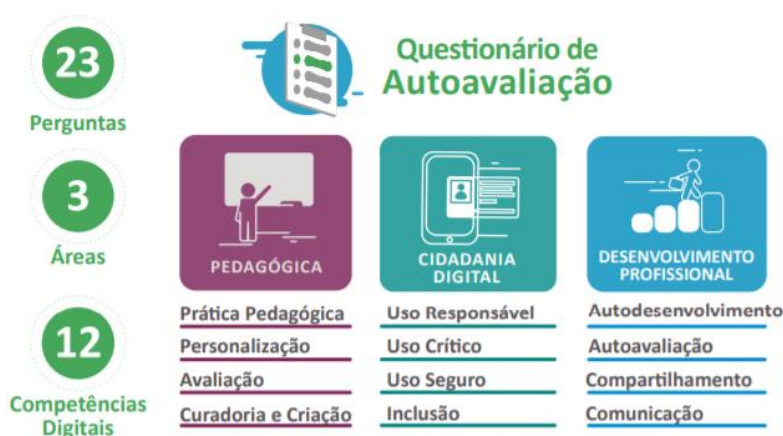 23
Perguntas
3
Áreas
12
Competências
Digitais
Questionário de
Autoavaliação
PEDAGÓGICA
Prática Pedagógica
Personalização
Avaliação
Curadoria e Criação
CIDADANIA
DIGITAL
Uso Responsável
Uso Crítico
Uso Seguro
Inclusão
DESENVOLVIMENTO
PROFISSIONAL
Autodesenvolvimento
Autoavaliação
Compartilhamento
Comunicação